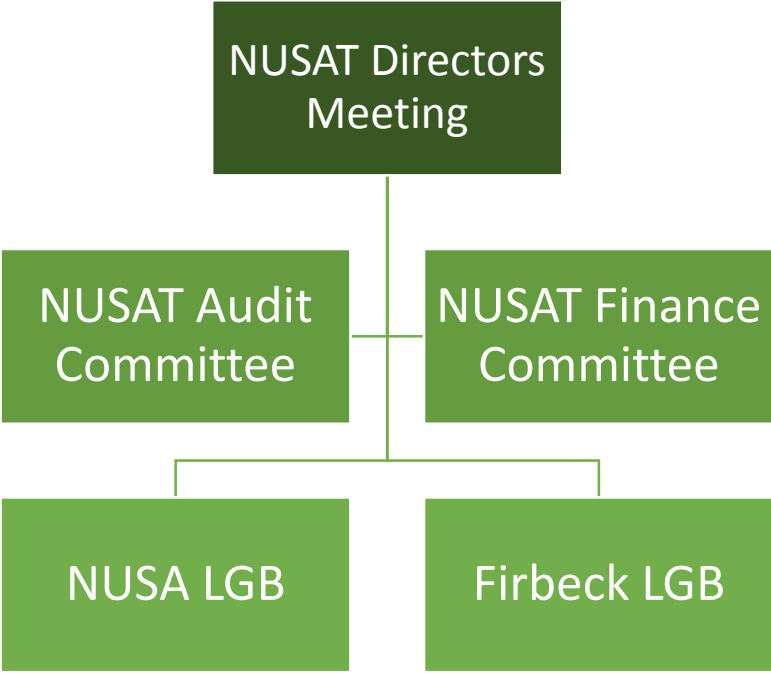 NUSAT Directors
Meeting
NUSAT Audit
Committee
NUSAT Finance
Committee
NUSA LGB
Firbeck LGB